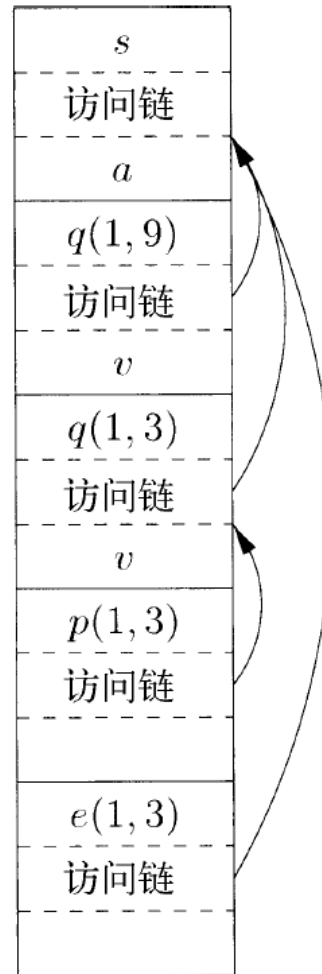 s
访问链
a
q(1, 9)
访问链
v
q(1, 3)
访问链
v
p(1, 3)
访问链
e(1, 3)
访问链